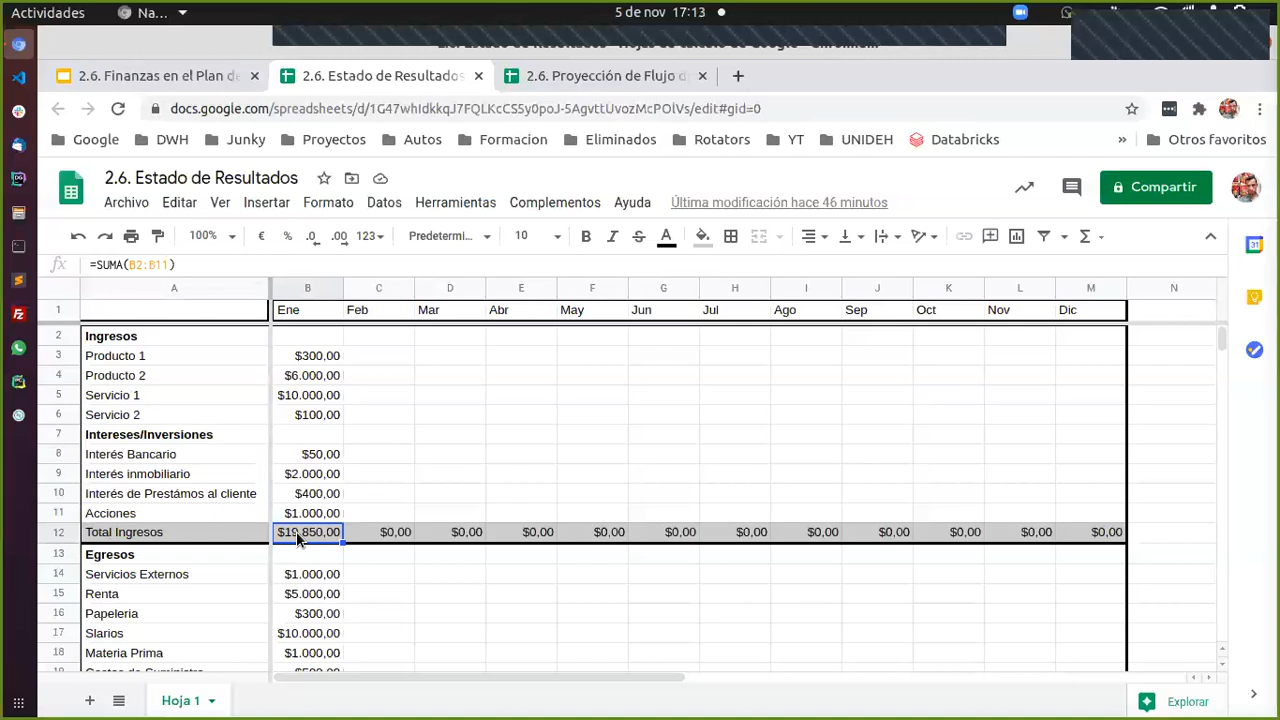 Actividades Na... 5 de nov 17:13
2.6. Finanzas en el Plan de 2.6. Estado de Resultados 2.6. Proyección de Flujo d
docs.google.com/spreadsheets/d/1G47whIdkkqJ7FQLKcCS5y0poJ-5AgvttUvozMcPOlVs/edit#gid=0
Google DWH Junky Proyectos Autos Formacion Eliminados Rotators YT UNIDEH Databricks » Otros favoritos
2.6. Estado de Resultados
Archivo Editar Ver Insertar Formato Datos Herramientas Complementos Ayuda Última modificación hace 46 minutos Compartir
100% € % .0 .00 123 Predetermi... 10 B I S A Σ
fx =SUMA(B2:B11)
A B C D E F G H I J K L M N
1 Ene Feb Mar Abr May Jun Jul Ago Sep Oct Nov Dic
2 Ingresos
3 Producto 1 $300,00
4 Producto 2 $6.000,00
5 Servicio 1 $10.000,00
6 Servicio 2 $100,00
7 Intereses/Inversiones
8 Interés Bancario $50,00
9 Interés inmobiliario $2.000,00
10 Interés de Prestámos al cliente $400,00
11 Acciones $1.000,00
12 Total Ingresos $19.850,00 $0,00 $0,00 $0,00 $0,00 $0,00 $0,00 $0,00 $0,00 $0,00 $0,00 $0,00
13 Egresos
14 Servicios Externos $1.000,00
15 Renta $5.000,00
16 Papeleria $300,00
17 Slarios $10.000,00
18 Materia Prima $1.000,00
Hoja 1 Explorar